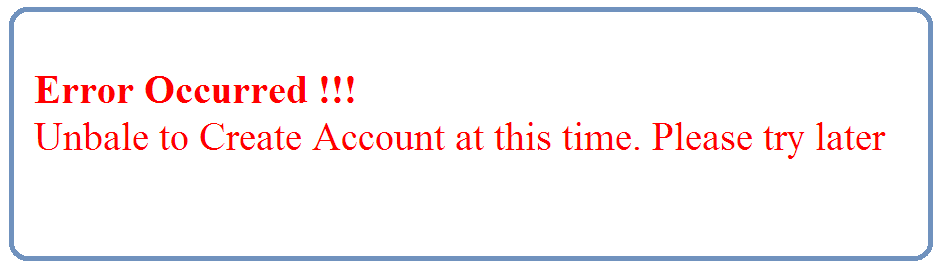 Error Occurred !!!
Unbale to Create Account at this time. Please try later